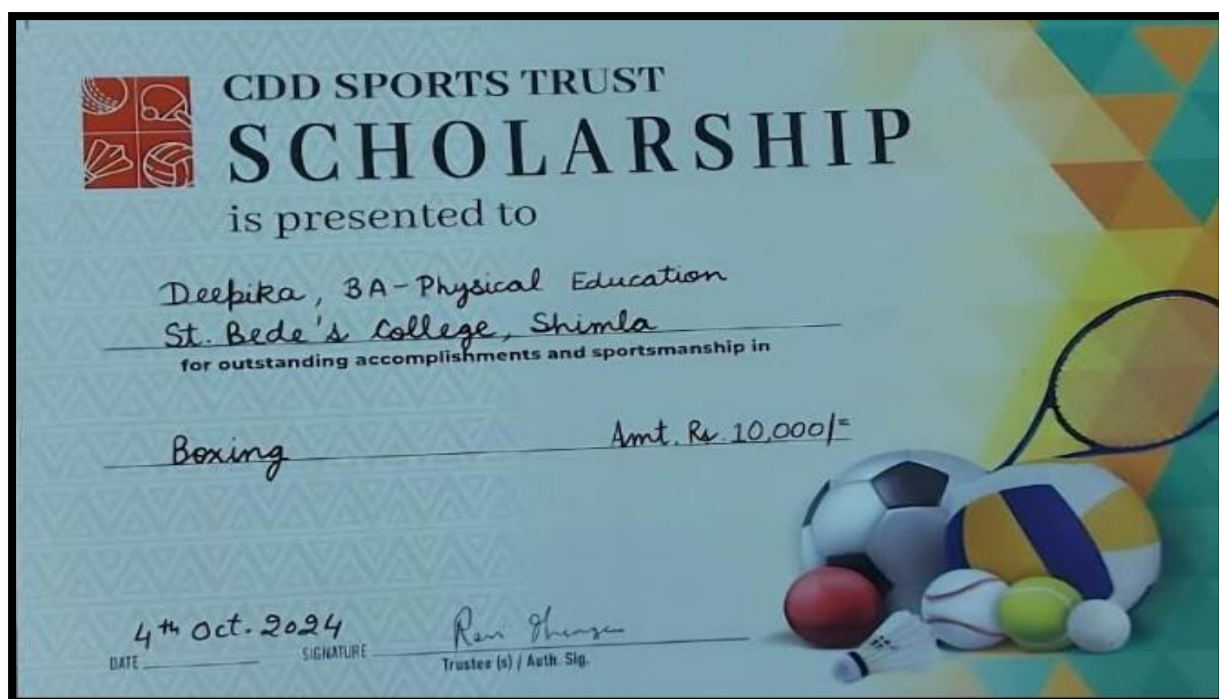 CDD SPORTS TRUST
SCHOLARSHIP
is presented to
Deepika, BA-Physical Education
St. Bede's College, Shimla
for outstanding accomplishments and sportsmanship in
Boxing Amt. Rs. 10,000/=
4th Oct. 2024
DATE SIGNATURE Ravi
Trustee (s) / Auth. Sig.